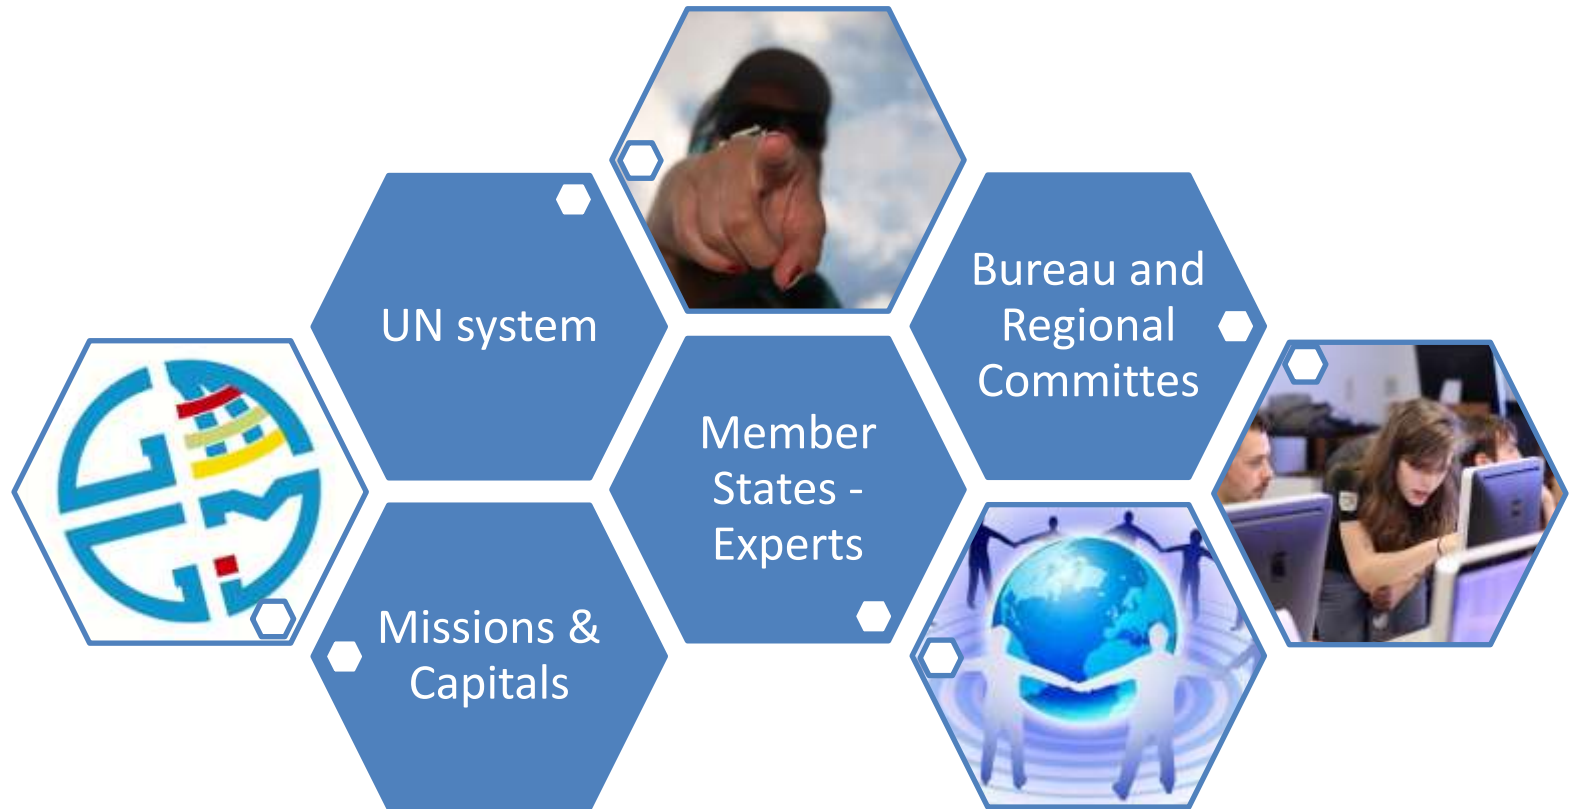 UN system
Bureau and
Regional
Committes
Member
States -
Experts
Missions &
Capitals